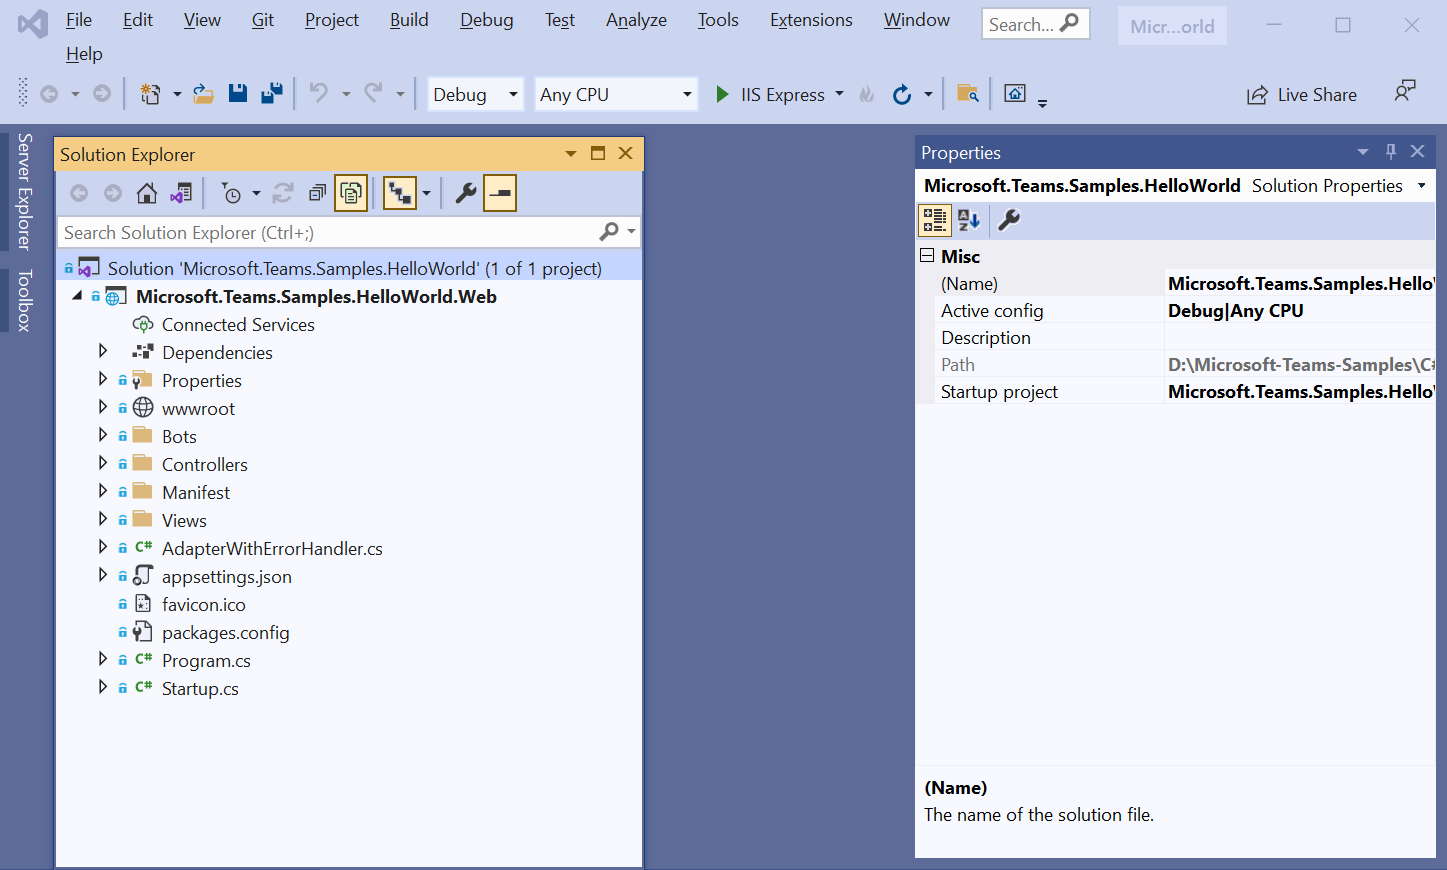 File Edit View Git Project Build Debug Test Analyze Tools Extensions Window Search... Micr...orld
Help
Debug Any CPU IIS Express Live Share
Server Explorer
Toolbox
Solution Explorer
Search Solution Explorer (Ctrl+;)
Solution 'Microsoft.Teams.Samples.HelloWorld' (1 of 1 project)
Microsoft.Teams.Samples.HelloWorld.Web
Connected Services
Dependencies
Properties
wwwroot
Bots
Controllers
Manifest
Views
C# AdapterWithErrorHandler.cs
appsettings.json
favicon.ico
packages.config
C# Program.cs
C# Startup.cs
Properties
Microsoft.Teams.Samples.HelloWorld Solution Properties
A Z
Misc
(Name) Microsoft.Teams.Samples.Hello
Active config Debug|Any CPU
Description
Path D:\Microsoft-Teams-Samples\C#
Startup project Microsoft.Teams.Samples.Hello
(Name)
The name of the solution file.